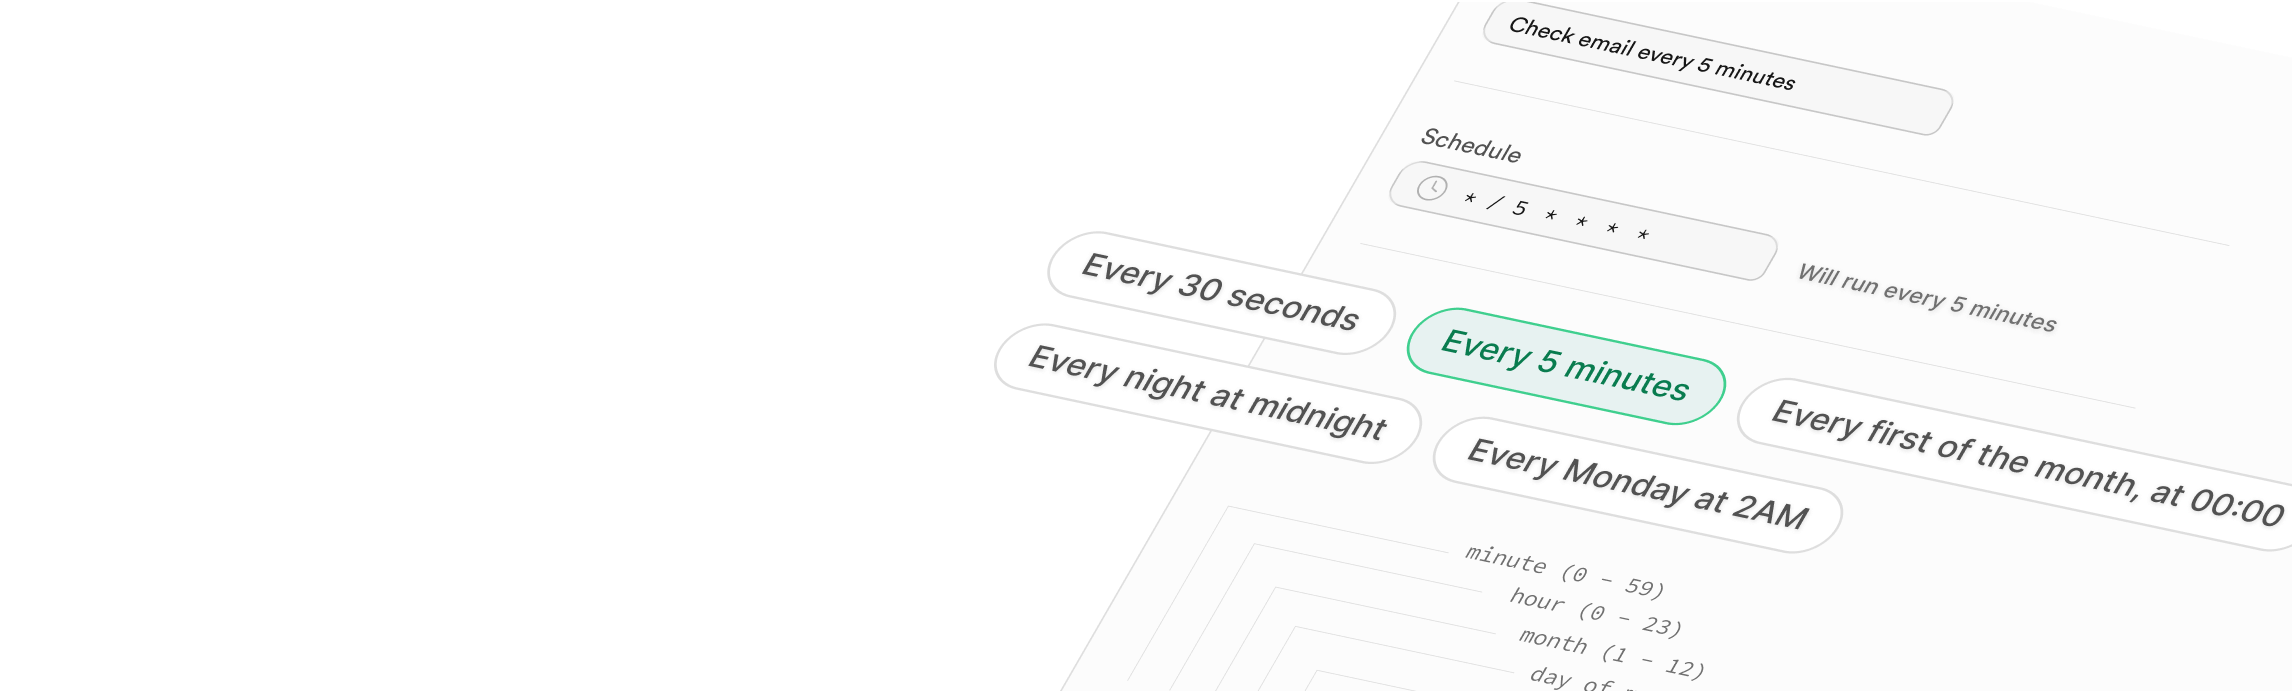 Check email every 5 minutes
Schedule
* / 5 * * * *
Will run every 5 minutes
Every 30 seconds
Every 5 minutes
Every first of the month, at 00:00
Every night at midnight
Every Monday at 2AM
minute (0 – 59)
hour (0 – 23)
month (1 – 12)
day of